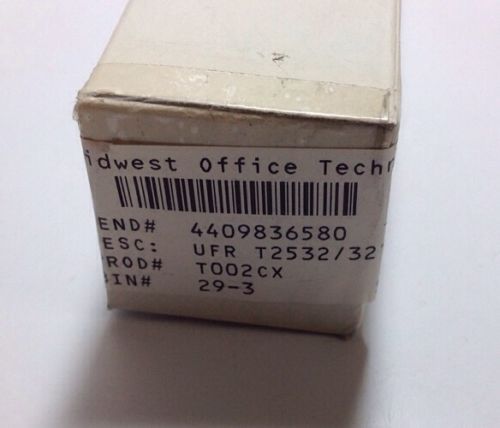 idwest Office Techn
END# 4409836580
ESC: UFR T2532/32
ROD# T002CX
IN# 29-3